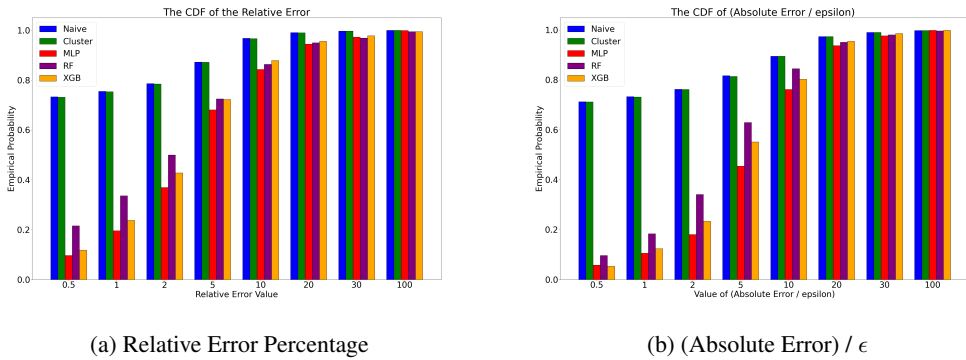 The CDF of the Relative Error
Empirical Probability
1.0
0.8
0.6
0.4
0.2
0.0
Naive
Cluster
MLP
RF
XGB
0.5 1 2 5 10 20 30 100
Relative Error Value
(a) Relative Error Percentage
The CDF of (Absolute Error / epsilon)
Empirical Probability
1.0
0.8
0.6
0.4
0.2
0.0
Naive
Cluster
MLP
RF
XGB
0.5 1 2 5 10 20 30 100
Value of (Absolute Error / epsilon)
(b) (Absolute Error) / ϵ